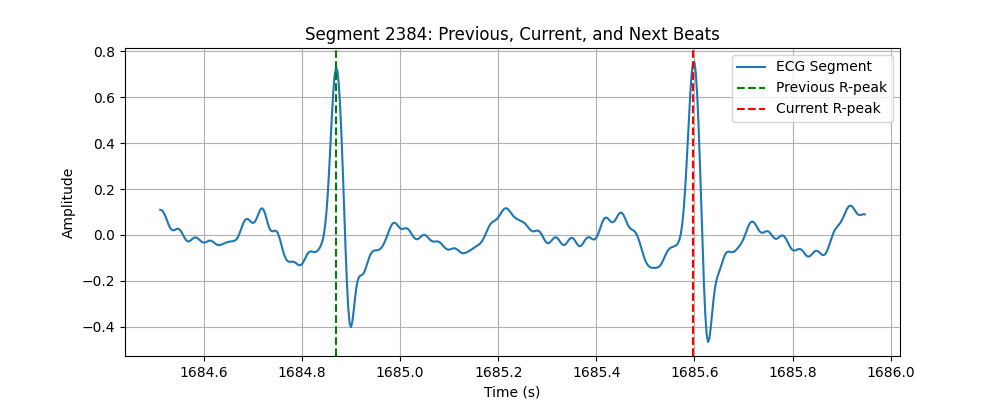 Segment 2384: Previous, Current, and Next Beats
ECG Segment
Previous R-peak
Current R-peak
Amplitude
0.8
0.6
0.4
0.2
0.0
−0.2
−0.4
1684.6 1684.8 1685.0 1685.2 1685.4 1685.6 1685.8 1686.0
Time (s)